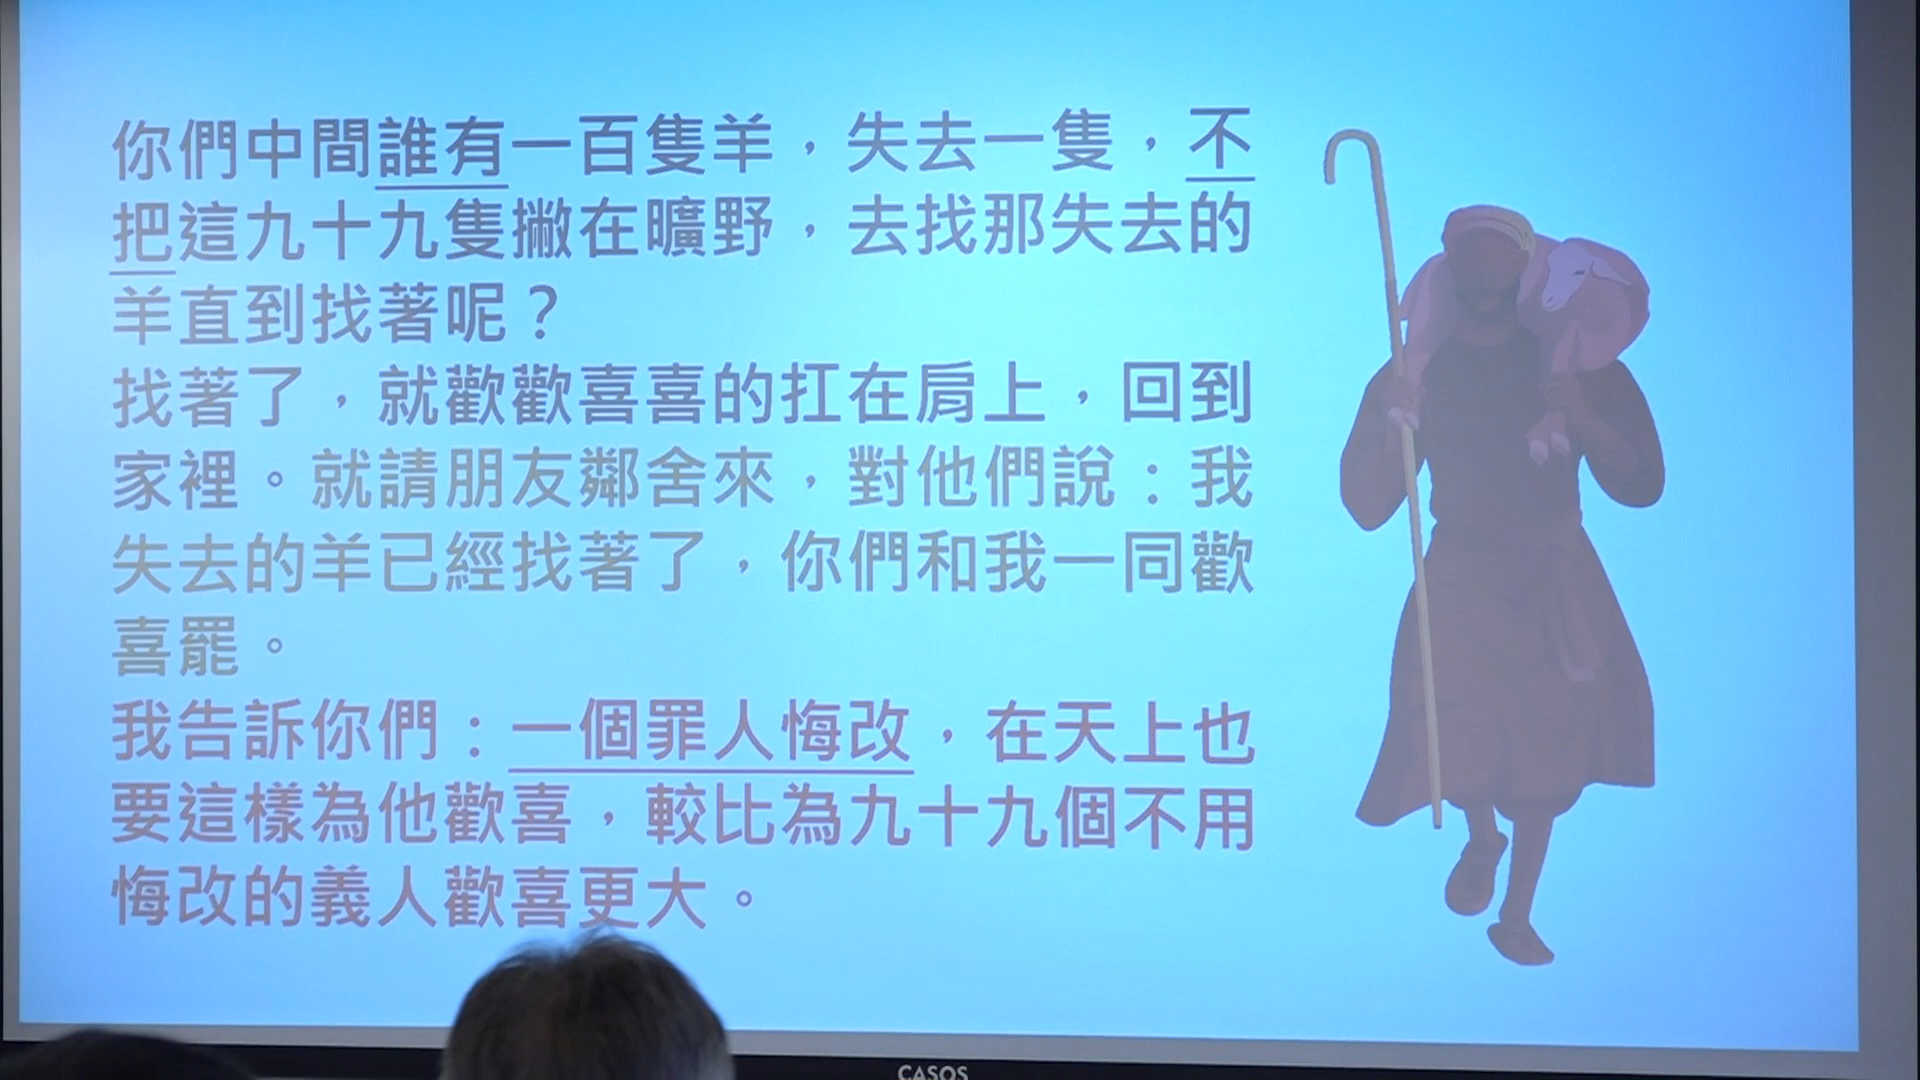 你們中間誰有一百隻羊，失去一隻，不
把這九十九隻撇在曠野，去找那失去的
羊直到找著呢？
找著了，就歡歡喜喜的扛在肩上，回到
家裡。就請朋友鄰舍來，對他們說：我
失去的羊已經找著了，你們和我一同歡
喜罷。
我告訴你們：一個罪人悔改，在天上也
要這樣為他歡喜，較比為九十九個不用
悔改的義人歡喜更大。
CASOS